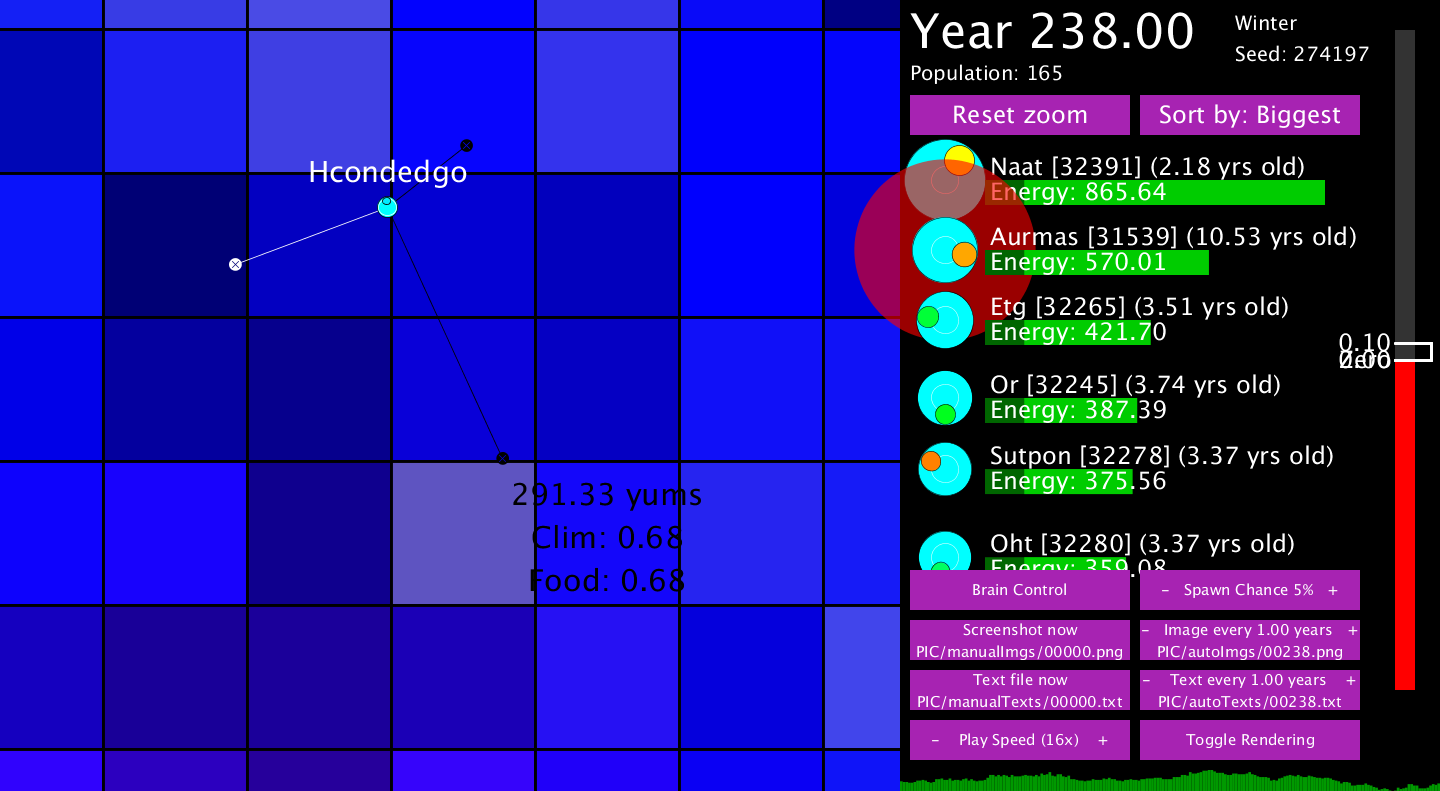 Hcondedgo
291.33 yums
Clim: 0.68
Food: 0.68
Year 238.00
Winter
Seed: 274197
Population: 165
Reset zoom
Sort by: Biggest
Naat [32391] (2.18 yrs old)
Energy: 865.64
Aurmas [31539] (10.53 yrs old)
Energy: 570.01
Etg [32265] (3.51 yrs old)
Energy: 421.70
Or [32245] (3.74 yrs old)
Energy: 387.39
Sutpon [32278] (3.37 yrs old)
Energy: 375.56
Oht [32280] (3.37 yrs old)
Energy: 359.08
0.10
Zero
Brain Control
- Spawn Chance 5% +
Screenshot now
PIC/manualImgs/00000.png
- Image every 1.00 years +
PIC/autoImgs/00238.png
Text file now
PIC/manualTexts/00000.txt
- Text every 1.00 years +
PIC/autoTexts/00238.txt
- Play Speed (16x) +
Toggle Rendering